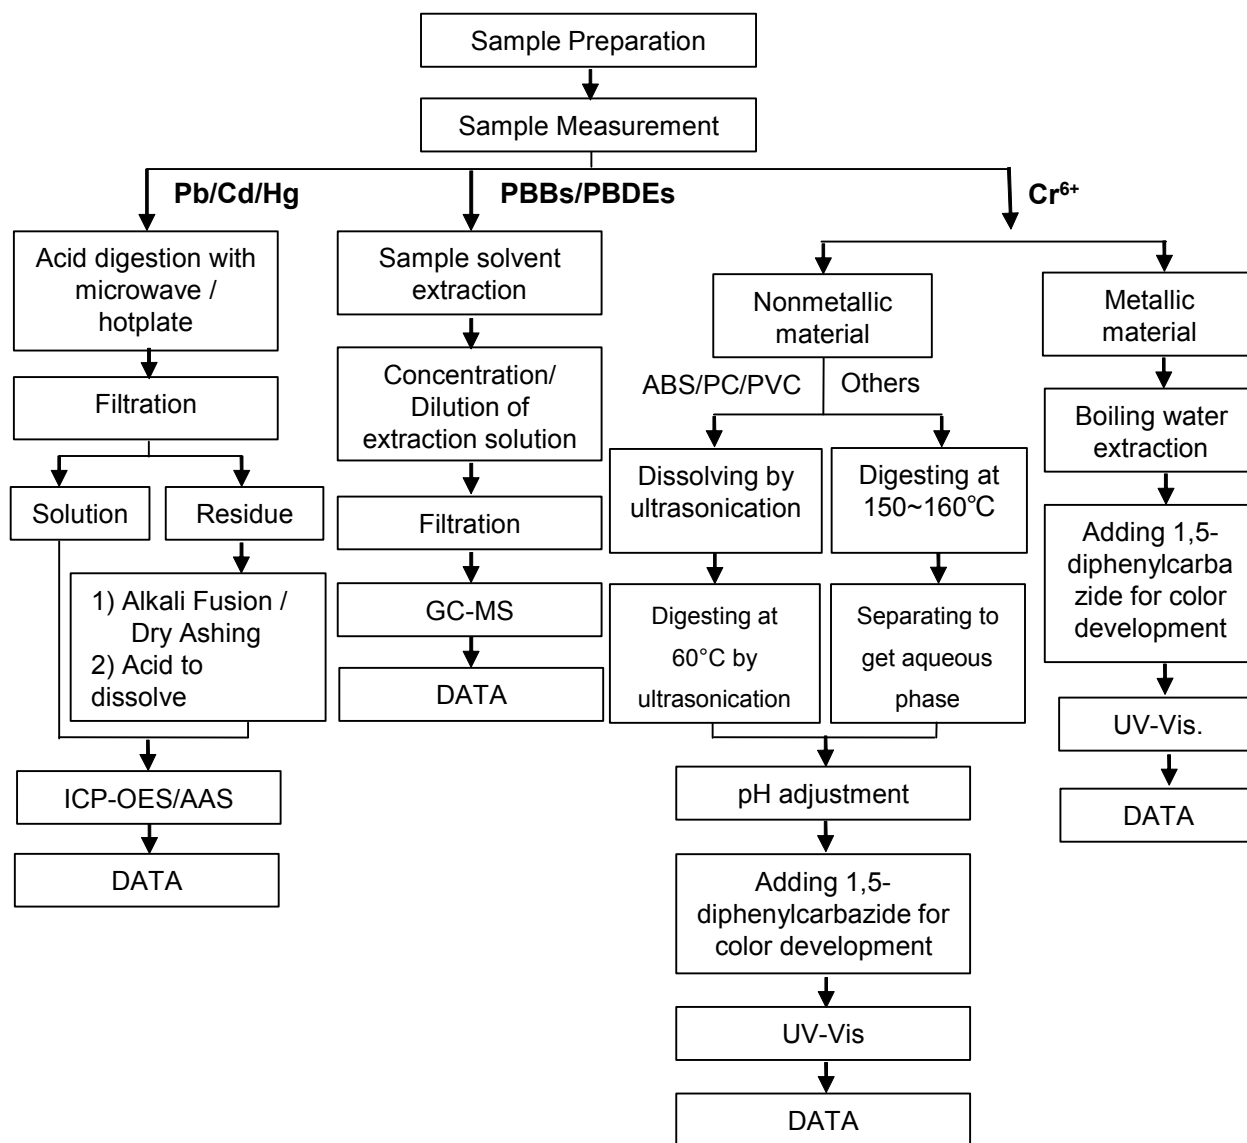 Sample Preparation
Sample Measurement
Pb/Cd/Hg
PBBs/PBDEs
Cr⁶⁺
Acid digestion with
microwave /
hotplate
Filtration
Solution
Residue
1) Alkali Fusion /
Dry Ashing
2) Acid to
dissolve
ICP-OES/AAS
DATA
Sample solvent
extraction
Concentration/
Dilution of
extraction solution
Filtration
GC-MS
DATA
Nonmetallic
material
ABS/PC/PVC
Others
Dissolving by
ultrasonication
Digesting at
60°C by
ultrasonication
Digesting at
150~160℃
Separating to
get aqueous
phase
pH adjustment
Adding 1,5-
diphenylcarbazide for
color development
UV-Vis
DATA
Metallic
material
Boiling water
extraction
Adding 1,5-
diphenylcarba
zide for color
development
UV-Vis.
DATA